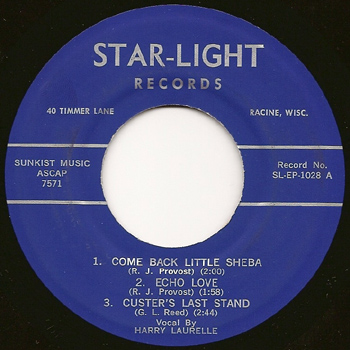 STAR-LIGHT
RECORDS
40 TIMMER LANE
RACINE, WISC.
SUNKIST MUSIC
ASCAP
7571
Record No.
SL-EP-1028 A
1. COME BACK LITTLE SHEBA
(R. J. Provost) (2:00)
2. ECHO LOVE
(R. J. Provost) (1:58)
3. CUSTER'S LAST STAND
(G. L. Reed) (2:44)
Vocal By
HARRY LAURELLE